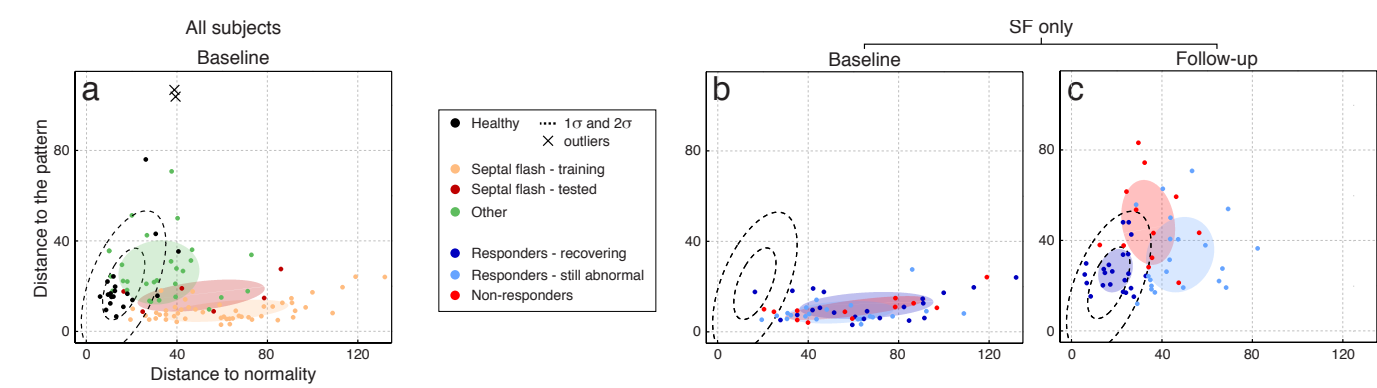 All subjects
Baseline
a
Distance to the pattern
80
40
0
0
40
80
120
Distance to normality
Healthy
1σ and 2σ
outliers
Septal flash - training
Septal flash - tested
Other
Responders - recovering
Responders - still abnormal
Non-responders
SF only
Baseline
Follow-up
b
80
40
0
0
40
80
120
c
80
40
0
0
40
80
120